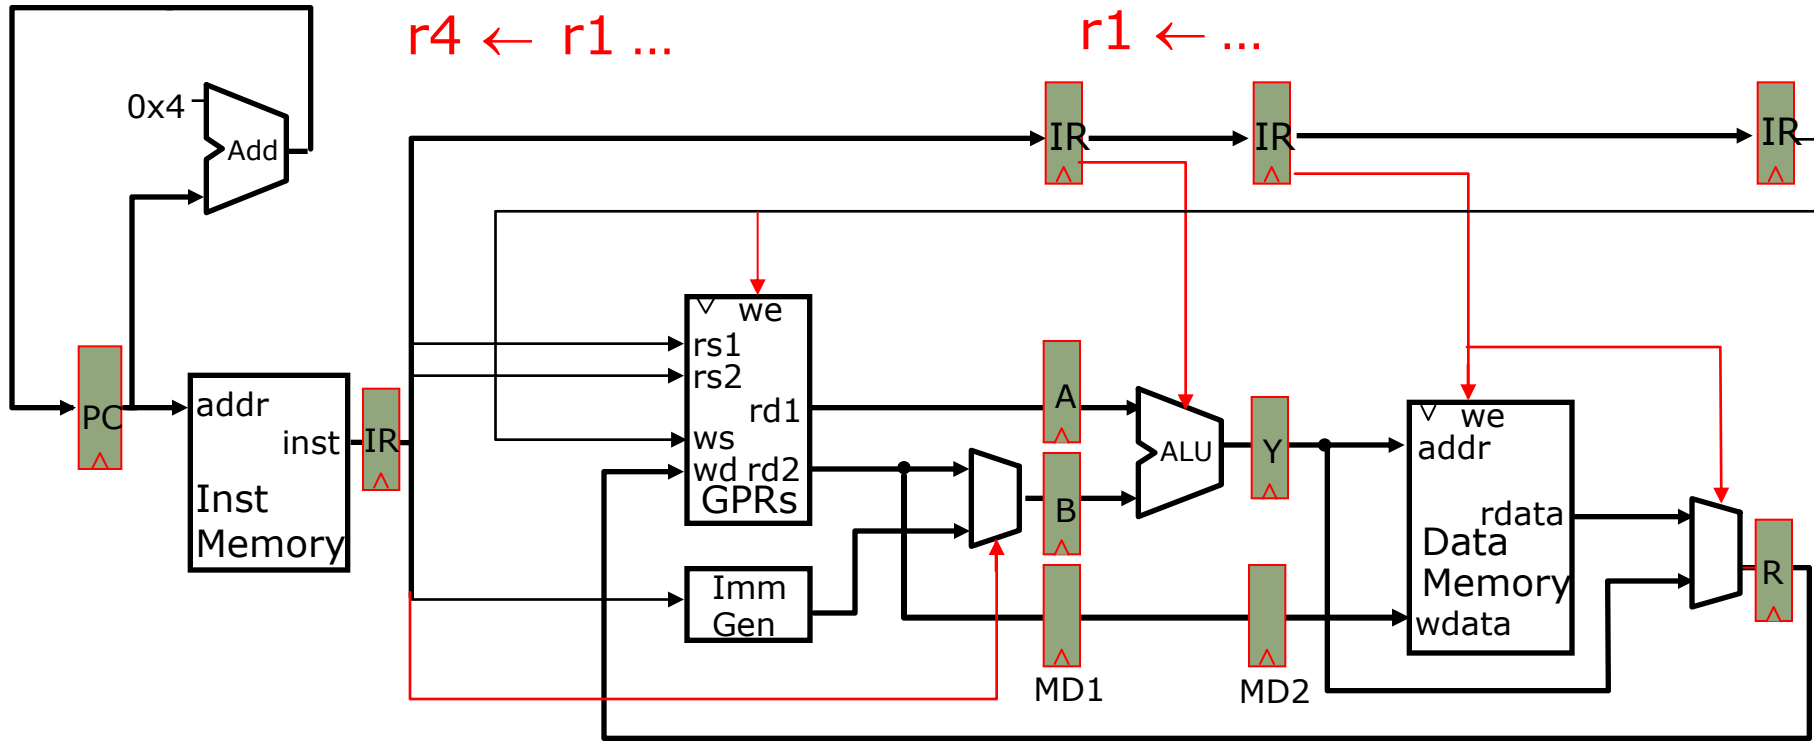 r4 ← r1 ...
r1 ← ...
0x4
Add
IR
IR
IR
we
rs1
rs2
rd1
ws
wd rd2
GPRs
PC
addr
inst
Inst
Memory
IR
A
B
ALU
Y
we
addr
rdata
Data
Memory
wdata
R
Imm
Gen
MD1
MD2